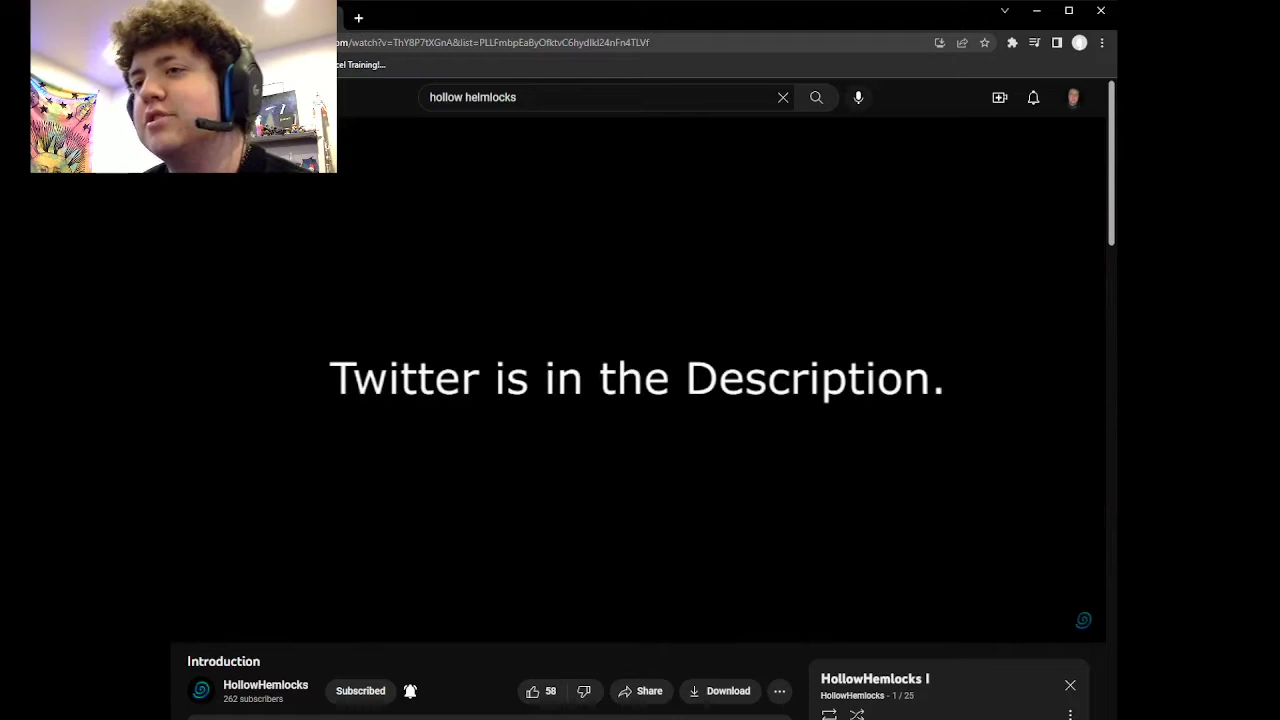 om/watch?v=ThY8P7tXGnA&list=PLLFmbpEaByOfktvC6hydIkl24nFn4TLVf
cel Training!...
hollow helmlocks
Twitter is in the Description.
Introduction
HollowHemlocks
262 subscribers
Subscribed
58
Share
Download
HollowHemlocks I
HollowHemlocks - 1 / 25